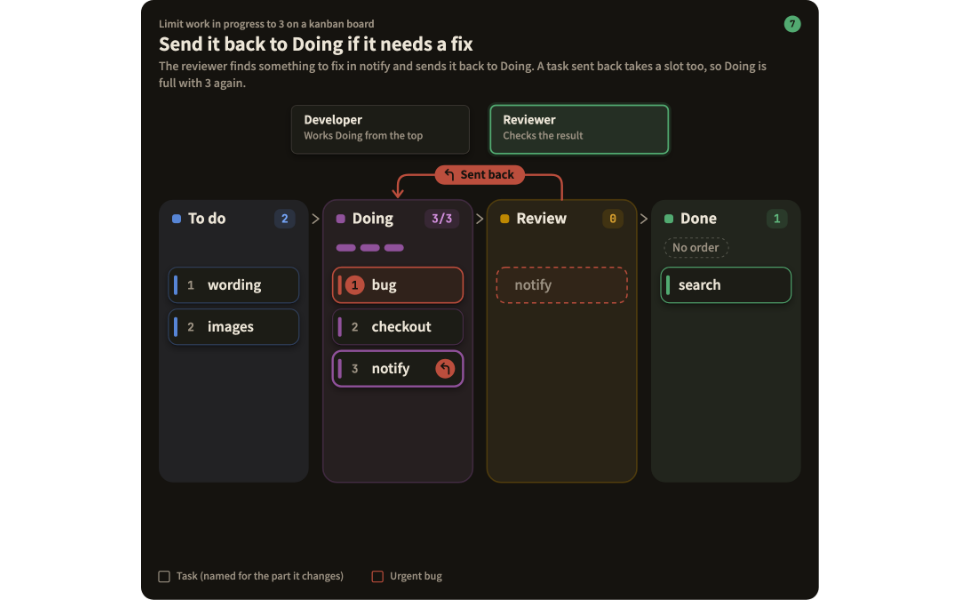 Limit work in progress to 3 on a kanban board
7
Send it back to Doing if it needs a fix
The reviewer finds something to fix in notify and sends it back to Doing. A task sent back takes a slot too, so Doing is
full with 3 again.
Developer
Works Doing from the top
Reviewer
Checks the result
Sent back
To do 2
Doing 3/3
Review 0
Done 1
No order
1 wording
1 bug
notify
search
2 images
2 checkout
3 notify
Task (named for the part it changes)
Urgent bug